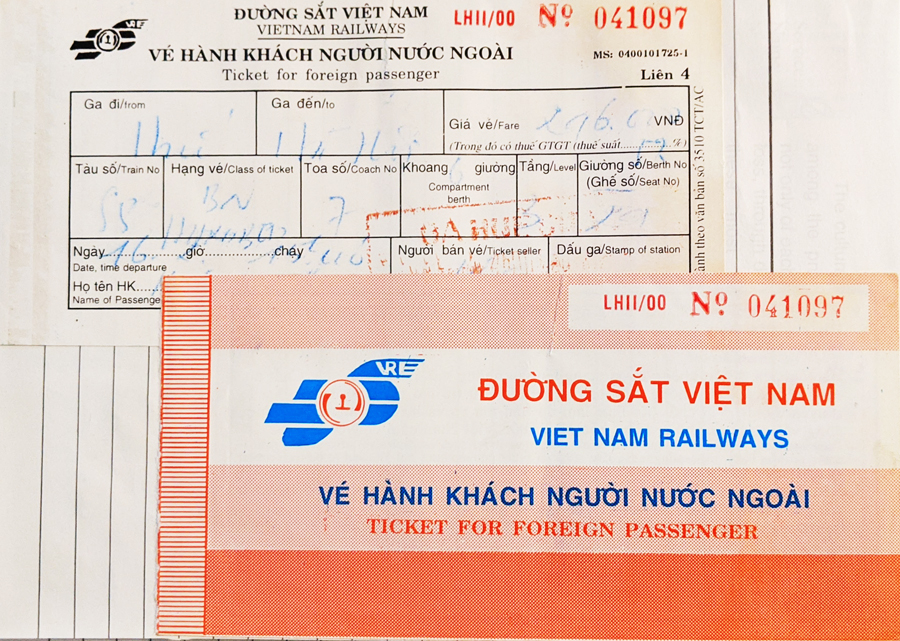 ĐƯỜNG SẮT VIỆT NAM
VIETNAM RAILWAYS
LHII/00 Nº 041097
VRE
VÉ HÀNH KHÁCH NGƯỜI NƯỚC NGOÀI
MS: 0400101725-1
Ticket for foreign passenger
Liên 4
Ga đi/from
Ga đến/to
Giá vé/Fare 296.000 VNĐ
(Trong đó có thuế GTGT (thuế suất..........%)
Tàu số/Train No
Hạng vé/Class of ticket
Toa số/Coach No
Khoang giường
Compartment berth
Tầng/Level
Giường số/Berth No
(Ghế số/Seat No)
6
BN
7
GA HUẾ
Ngày 16 giờ chạy
Date, time departure
Người bán vé/Ticket seller
Dấu ga/Stamp of station
Họ tên HK
Name of Passenge
ành theo văn bản số 3510 TCT/AC
LHII/00 Nº 041097
VRE
ĐƯỜNG SẮT VIỆT NAM
VIET NAM RAILWAYS
VÉ HÀNH KHÁCH NGƯỜI NƯỚC NGOÀI
TICKET FOR FOREIGN PASSENGER